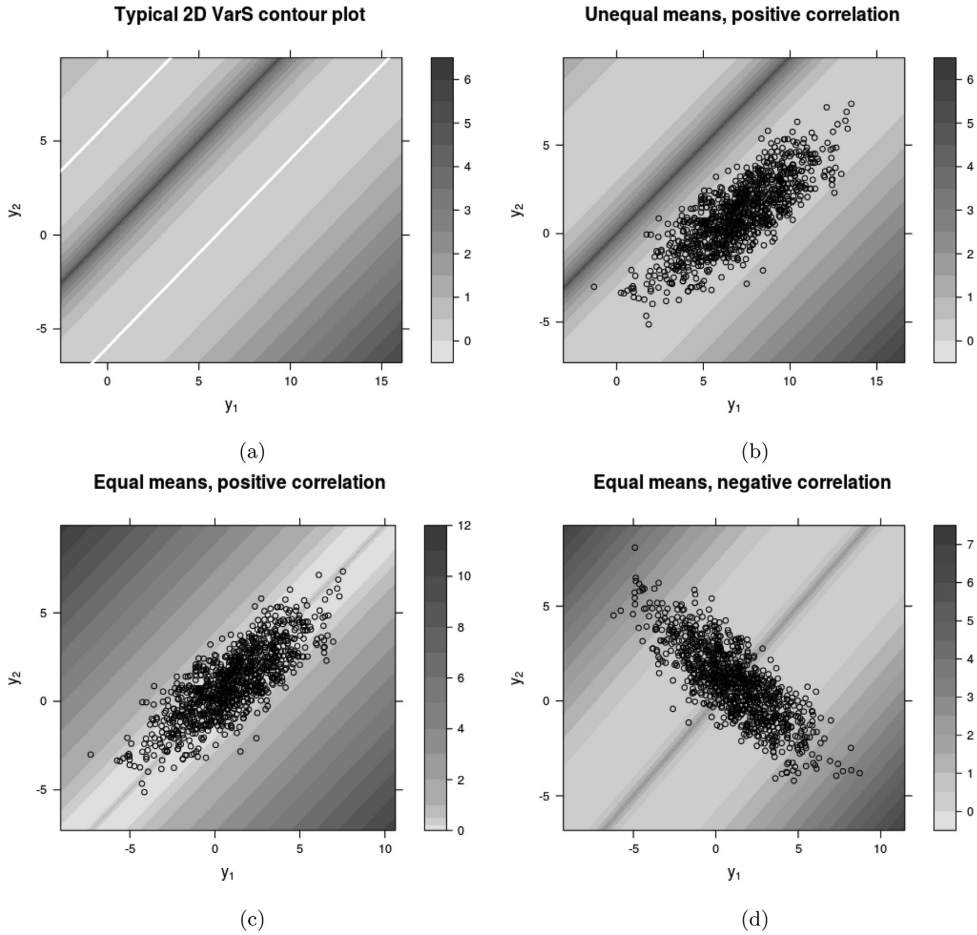 Typical 2D VarS contour plot
5
0
-5
y2
0 5 10 15
y1
6
5
4
3
2
1
0
(a)
Unequal means, positive correlation
5
0
-5
y2
0 5 10 15
y1
6
5
4
3
2
1
0
(b)
Equal means, positive correlation
5
0
-5
y2
-5 0 5 10
y1
12
10
8
6
4
2
0
(c)
Equal means, negative correlation
5
0
-5
y2
-5 0 5 10
y1
7
6
5
4
3
2
1
0
(d)